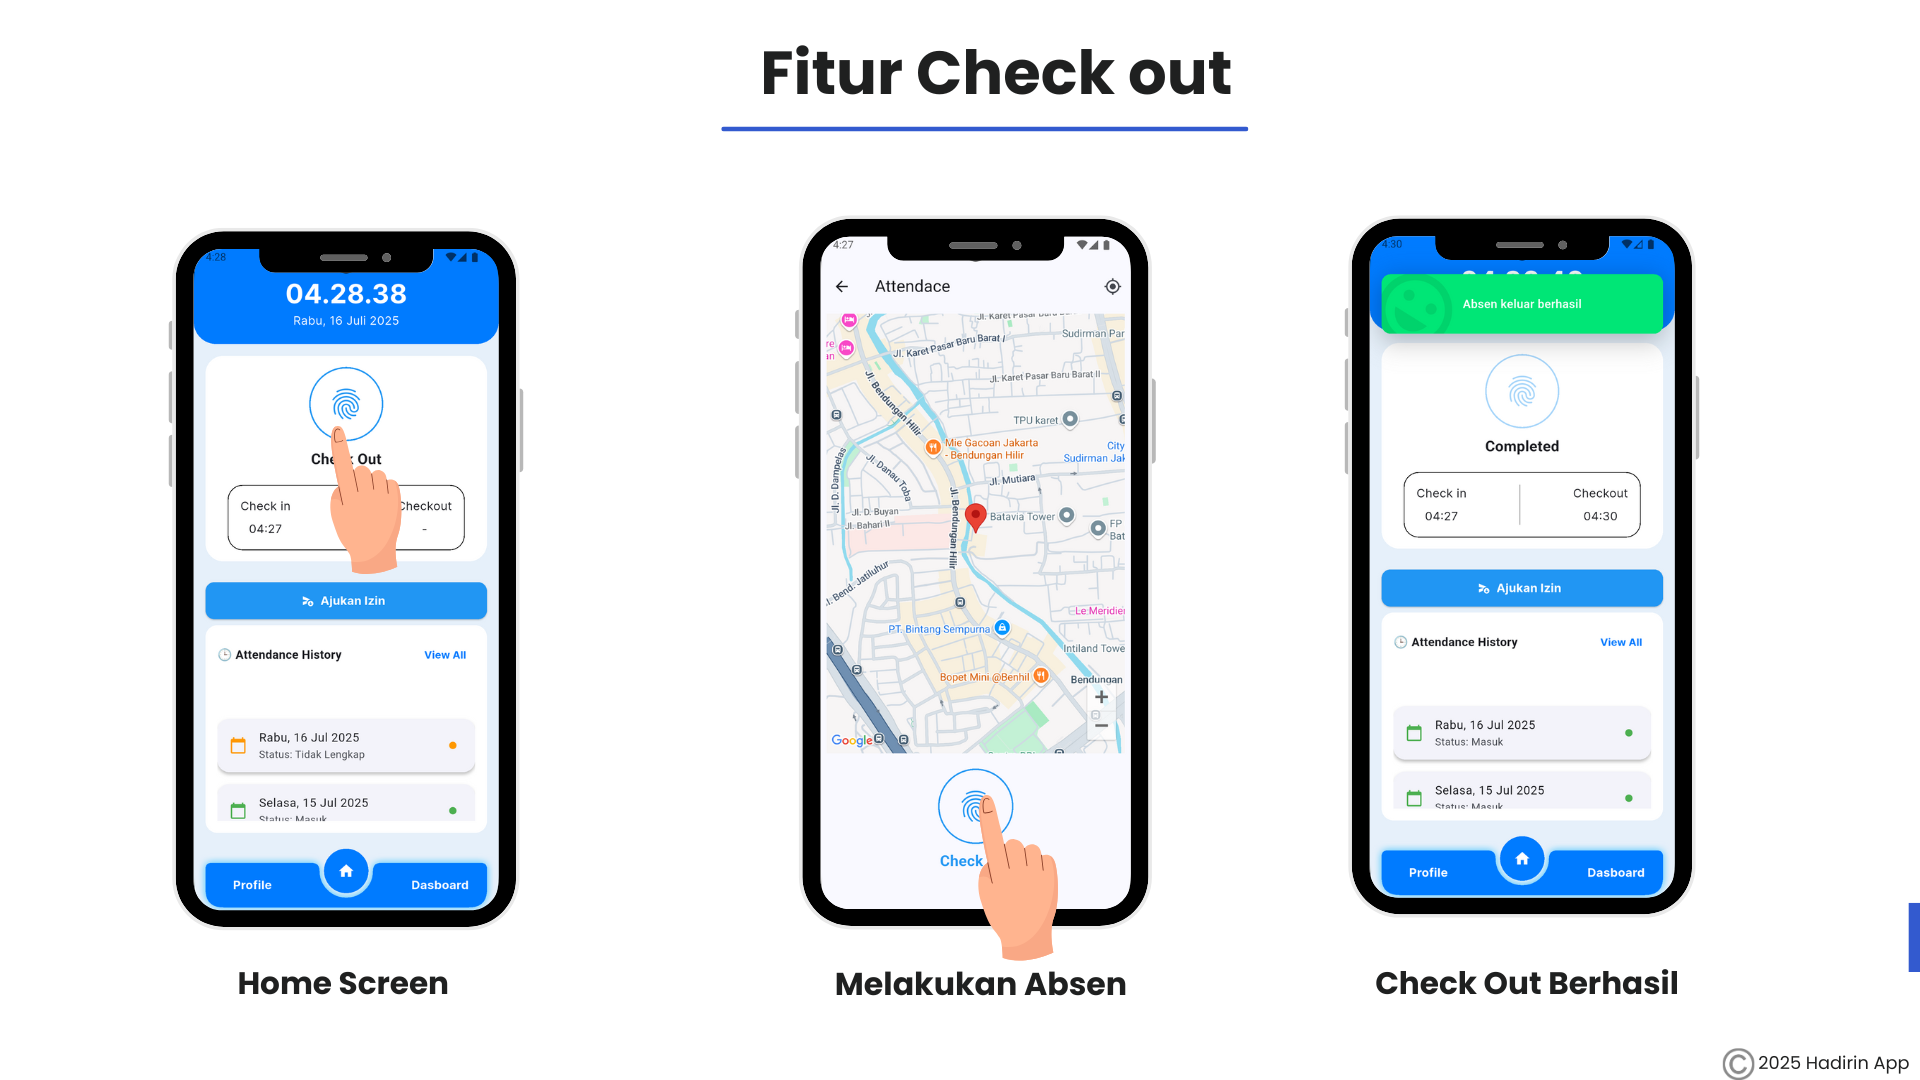 Fitur Check out
4:28
04.28.38
Rabu, 16 Juli 2025
Out
Check in
Checkout
04:27
-
Ajukan Izin
Attendance History
View All
Rabu, 16 Jul 2025
Status: Tidak Lengkap
Selasa, 15 Jul 2025
Status: Masuk
Profile
Dasboard
Home Screen
4:27
Attendace
Jl. Karet Pasar Baru
Sudirman Par
Jl. Karet Pasar Baru Barat I
Jl. Karet Pasar Baru Barat II
Jl. Bendungan Hilir
TPU karet
Mie Gacoan Jakarta
- Bendungan Hilir
City
Sudirman Jak
Jl. D. Dampelas
Jl. Danau Toba
Jl. Mutiara
Jl. D. Buyan
Jl. Bahari II
Jl. Bendungan Hilir
Batavia Tower
FP
Bat
Jl. Bend. Jatiluhur
Le Meridie
PT. Bintang Sempurna
Intiland Towe
Bopet Mini @Benhil
Bendungan
+
−
Google
Check
Melakukan Absen
4:30
Absen keluar berhasil
Completed
Check in
Checkout
04:27
04:30
Ajukan Izin
Attendance History
View All
Rabu, 16 Jul 2025
Status: Masuk
Selasa, 15 Jul 2025
Status: Masuk
Profile
Dasboard
Check Out Berhasil
© 2025 Hadirin App